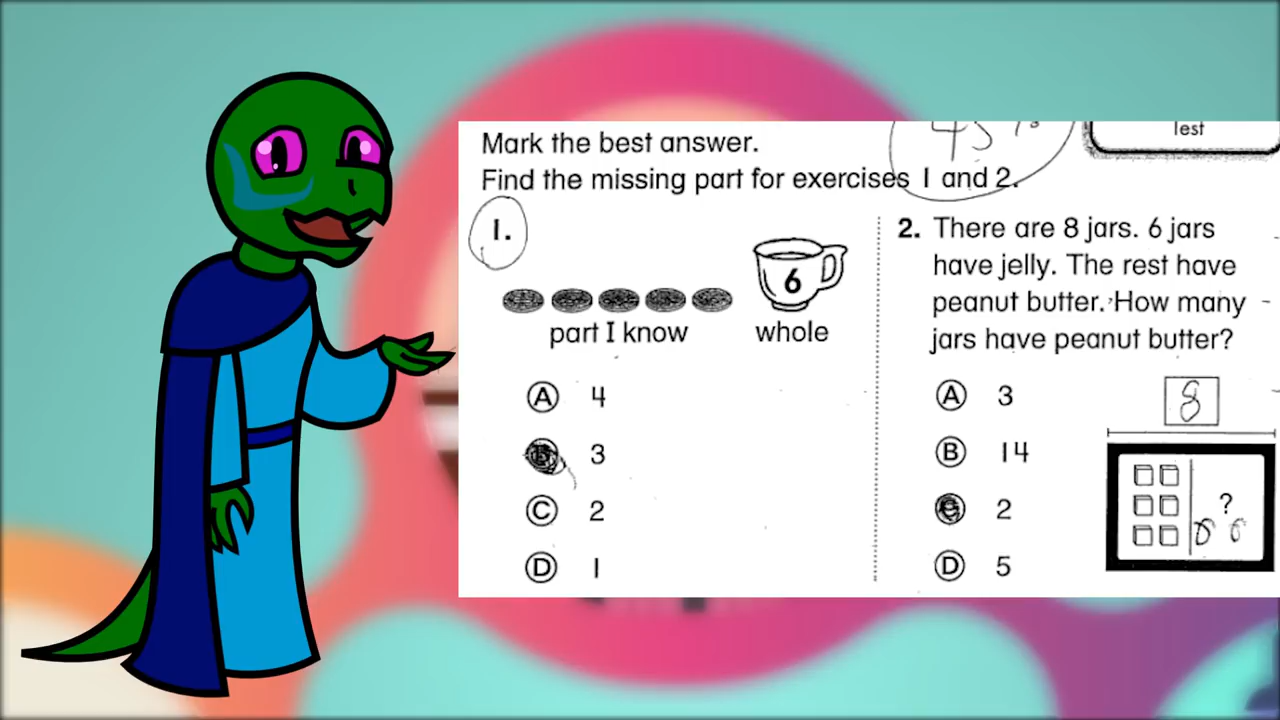 Mark the best answer.
45 %
Test
Find the missing part for exercises 1 and 2.
1.
6
part I know
whole
A 4
B 3
C 2
D 1
2. There are 8 jars. 6 jars
have jelly. The rest have
peanut butter. How many
jars have peanut butter?
A 3
B 14
C 2
D 5
8
?